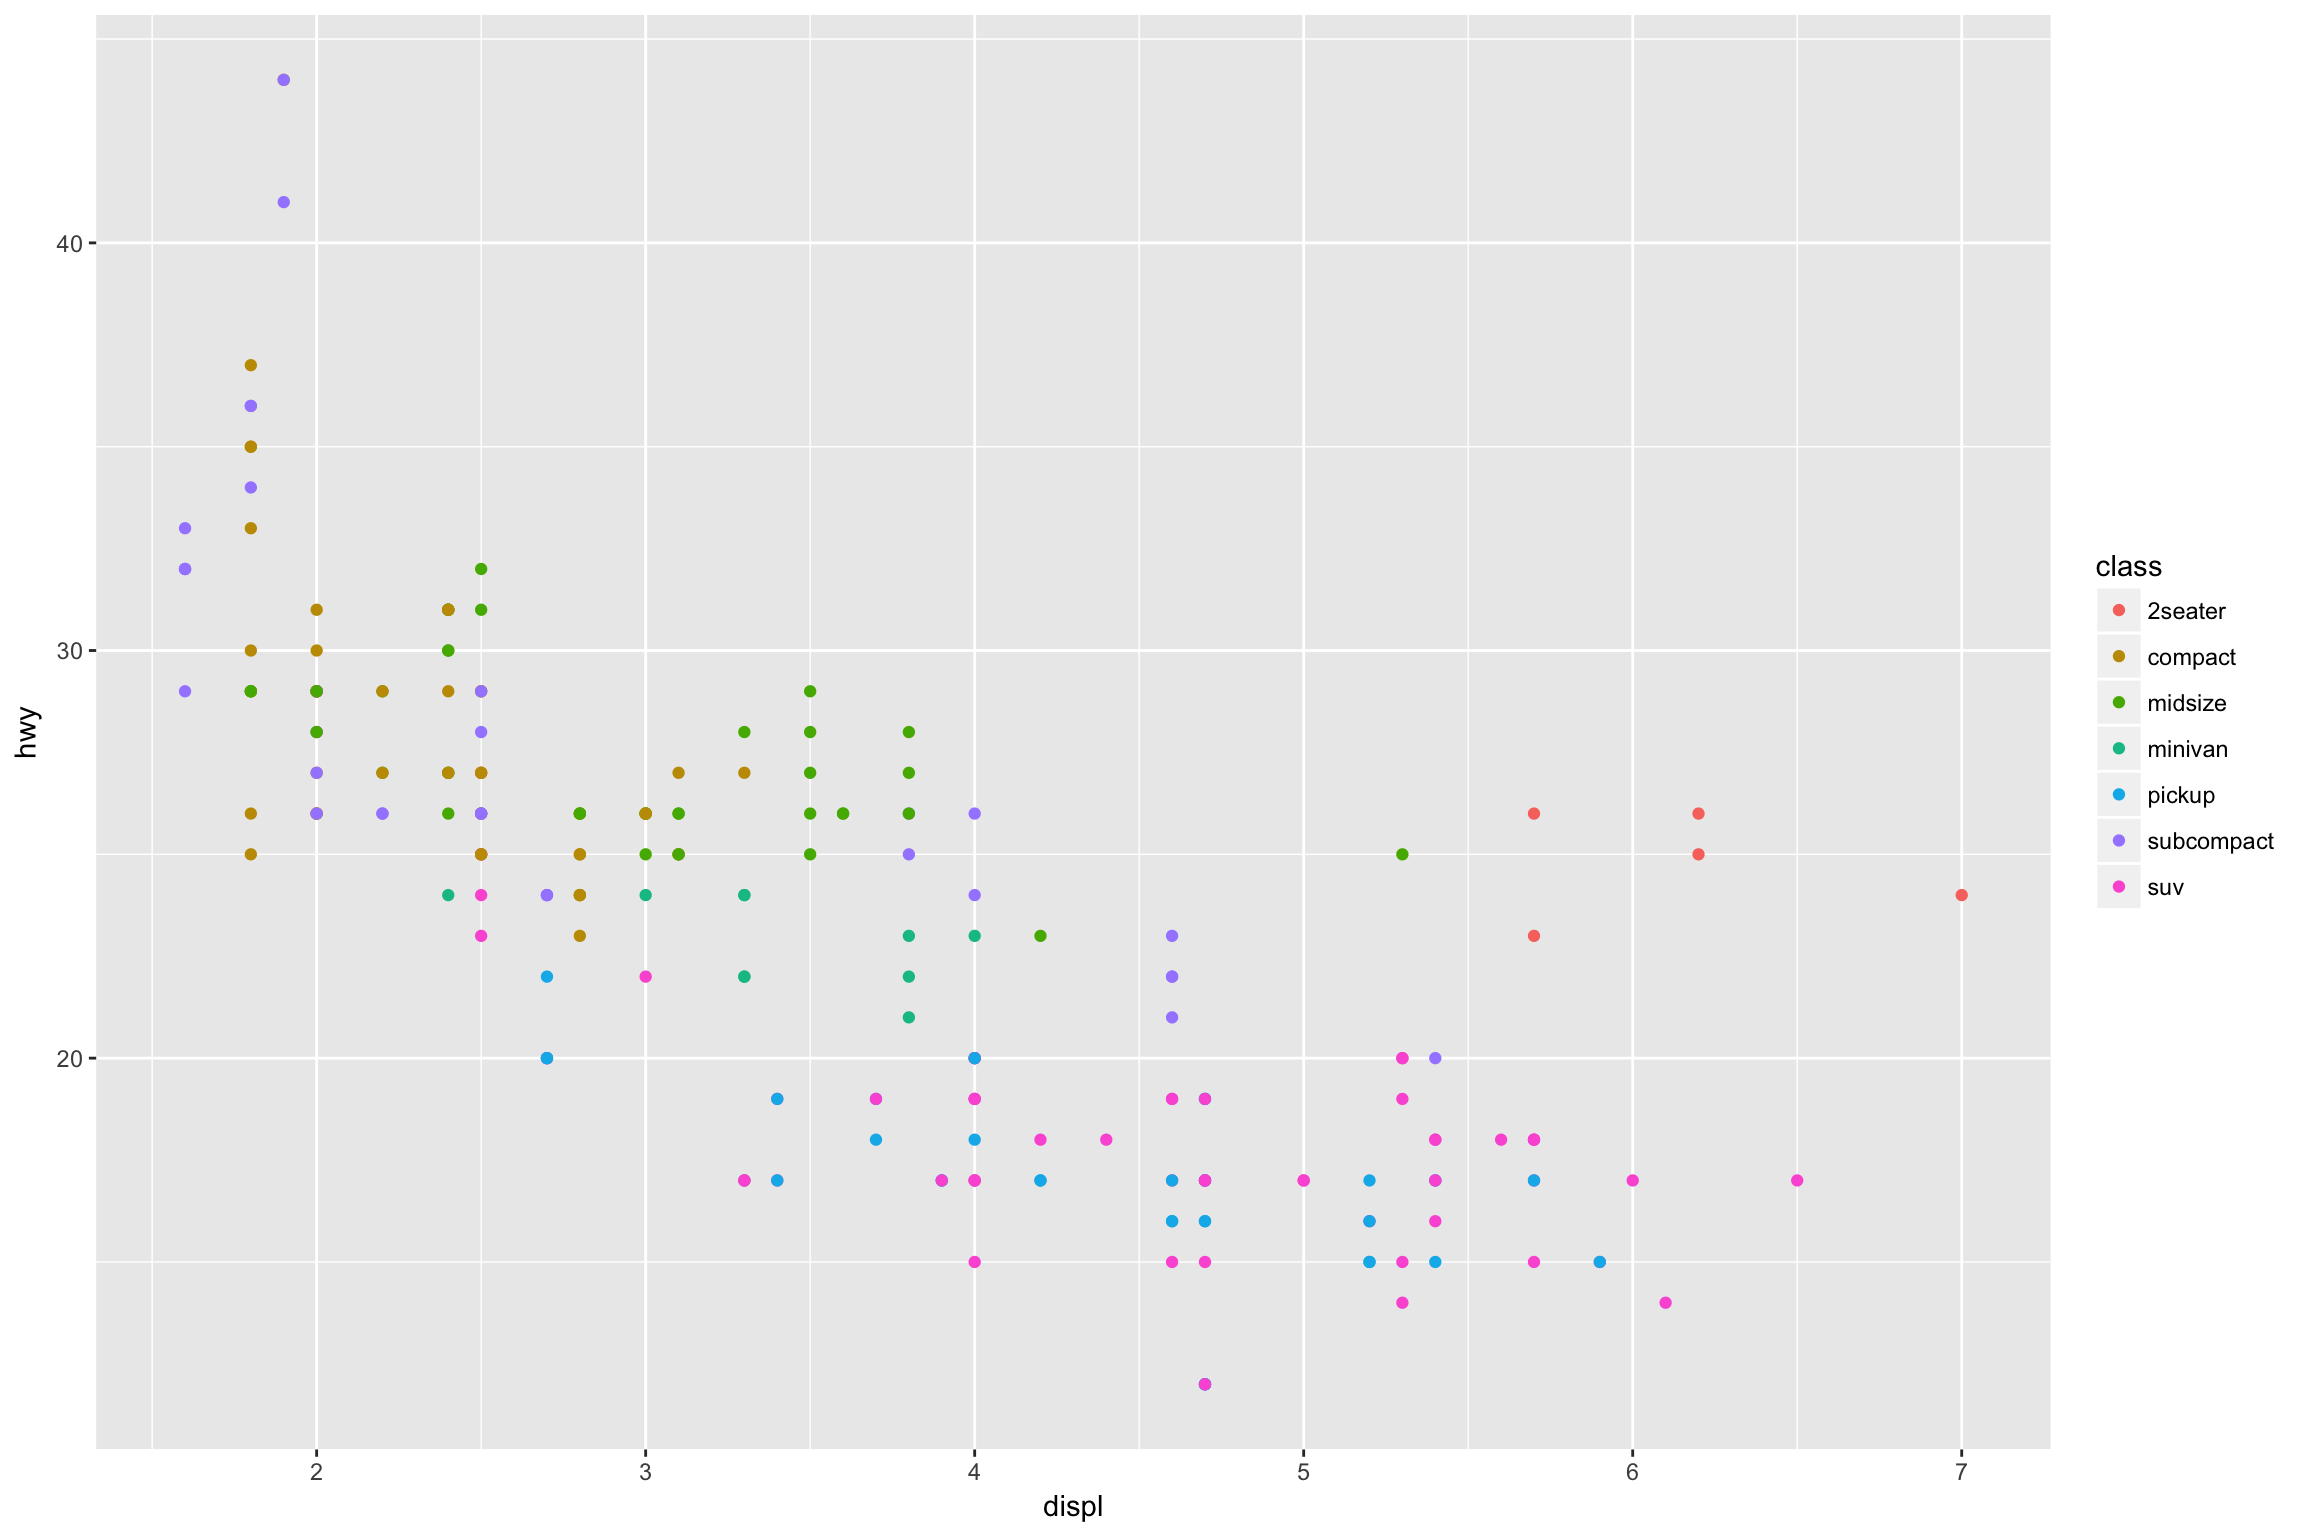 40
30
20
hwy
2 3 4 5 6 7
displ
class
2seater
compact
midsize
minivan
pickup
subcompact
suv